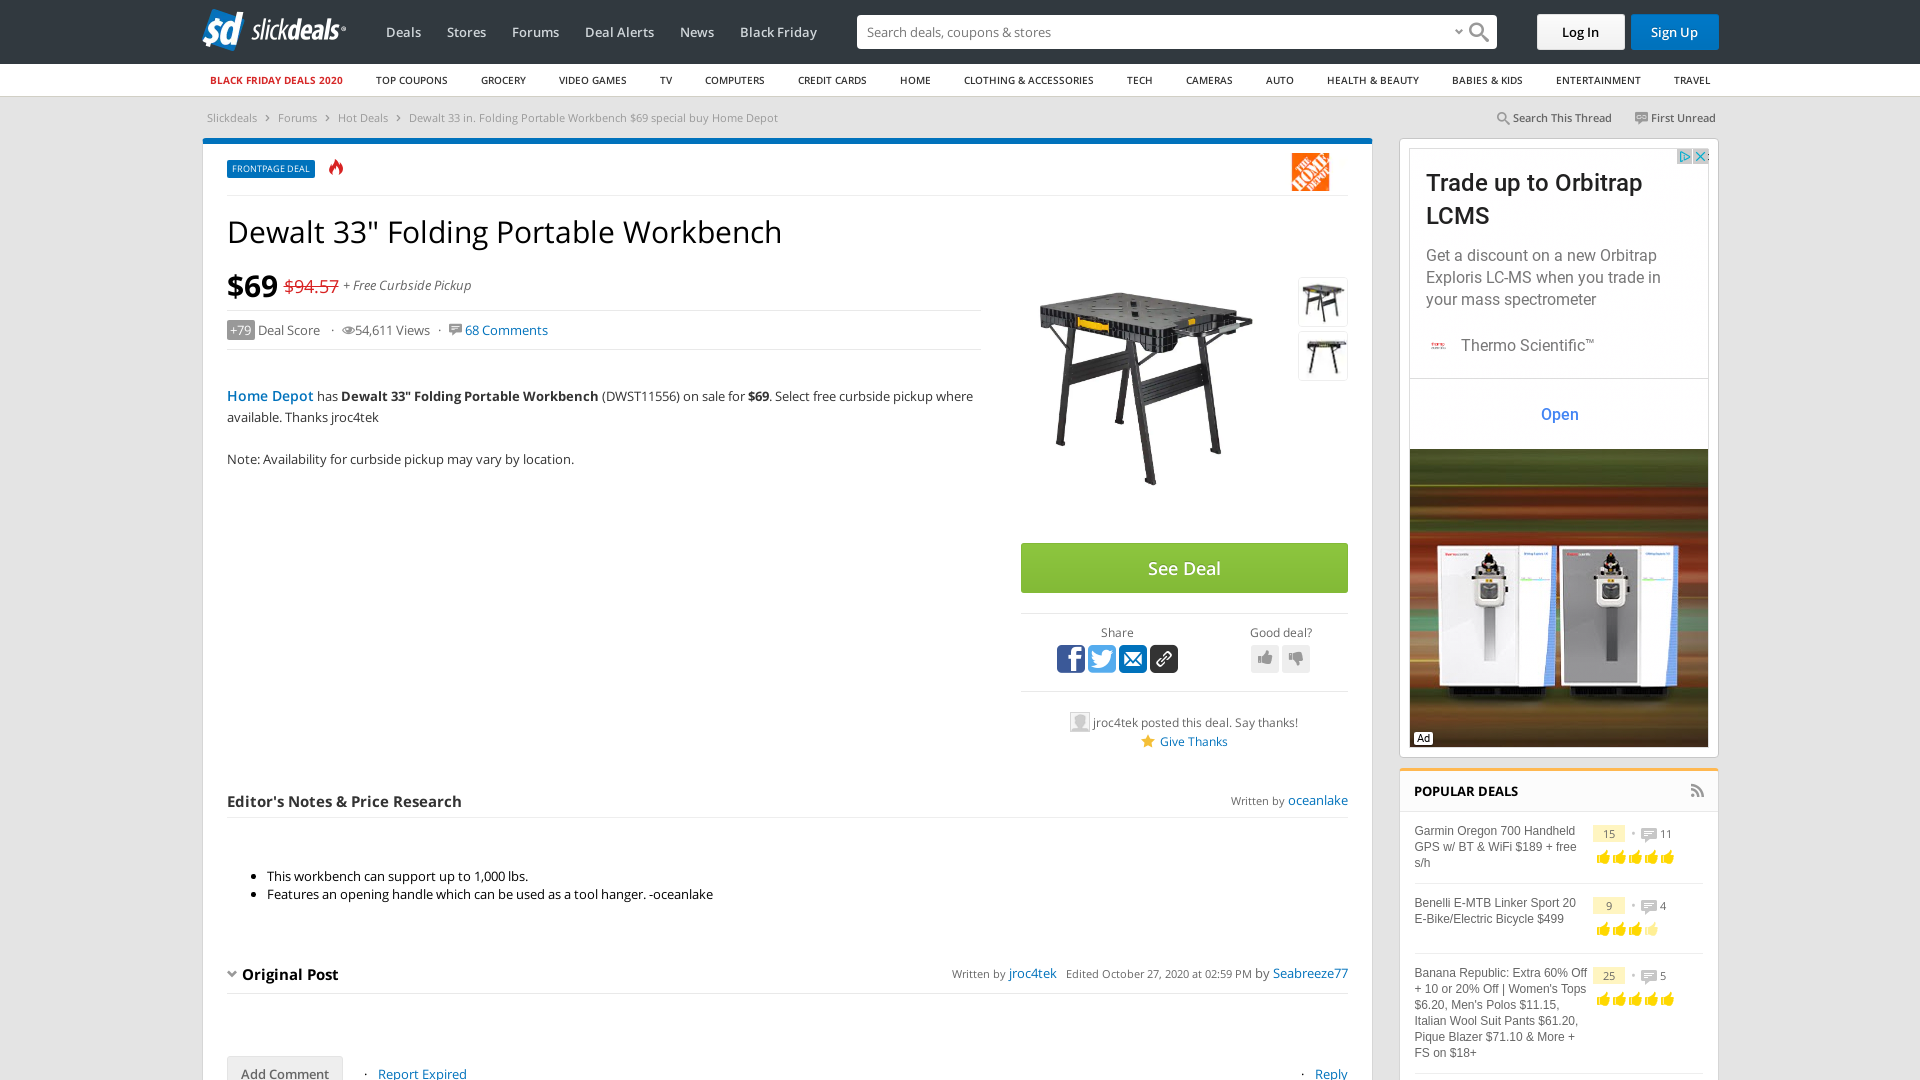 sd slickdeals
Deals
Stores
Forums
Deal Alerts
News
Black Friday
Search deals, coupons & stores
Log In
Sign Up
BLACK FRIDAY DEALS 2020
TOP COUPONS
GROCERY
VIDEO GAMES
TV
COMPUTERS
CREDIT CARDS
HOME
CLOTHING & ACCESSORIES
TECH
CAMERAS
AUTO
HEALTH & BEAUTY
BABIES & KIDS
ENTERTAINMENT
TRAVEL
Slickdeals › Forums › Hot Deals › Dewalt 33 in. Folding Portable Workbench $69 special buy Home Depot
Search This Thread
First Unread
FRONTPAGE DEAL
THE HOME DEPOT
Dewalt 33" Folding Portable Workbench
$69 $94.57 + Free Curbside Pickup
+79 Deal Score · 54,611 Views · 68 Comments
Home Depot has Dewalt 33" Folding Portable Workbench (DWST11556) on sale for $69. Select free curbside pickup where
available. Thanks jroc4tek
Note: Availability for curbside pickup may vary by location.
See Deal
Share
Good deal?
jroc4tek posted this deal. Say thanks!
Give Thanks
Editor's Notes & Price Research
Written by oceanlake
• This workbench can support up to 1,000 lbs.
• Features an opening handle which can be used as a tool hanger. -oceanlake
Original Post
Written by jroc4tek Edited October 27, 2020 at 02:59 PM by Seabreeze77
Add Comment
· Report Expired
· Reply
Trade up to Orbitrap
LCMS
Get a discount on a new Orbitrap
Exploris LC-MS when you trade in
your mass spectrometer
Thermo Scientific™
Open
Ad
POPULAR DEALS
Garmin Oregon 700 Handheld
GPS w/ BT & WiFi $189 + free
s/h
15 • 11
Benelli E-MTB Linker Sport 20
E-Bike/Electric Bicycle $499
9 • 4
Banana Republic: Extra 60% Off
+ 10 or 20% Off | Women's Tops
$6.20, Men's Polos $11.15,
Italian Wool Suit Pants $61.20,
Pique Blazer $71.10 & More +
FS on $18+
25 • 5